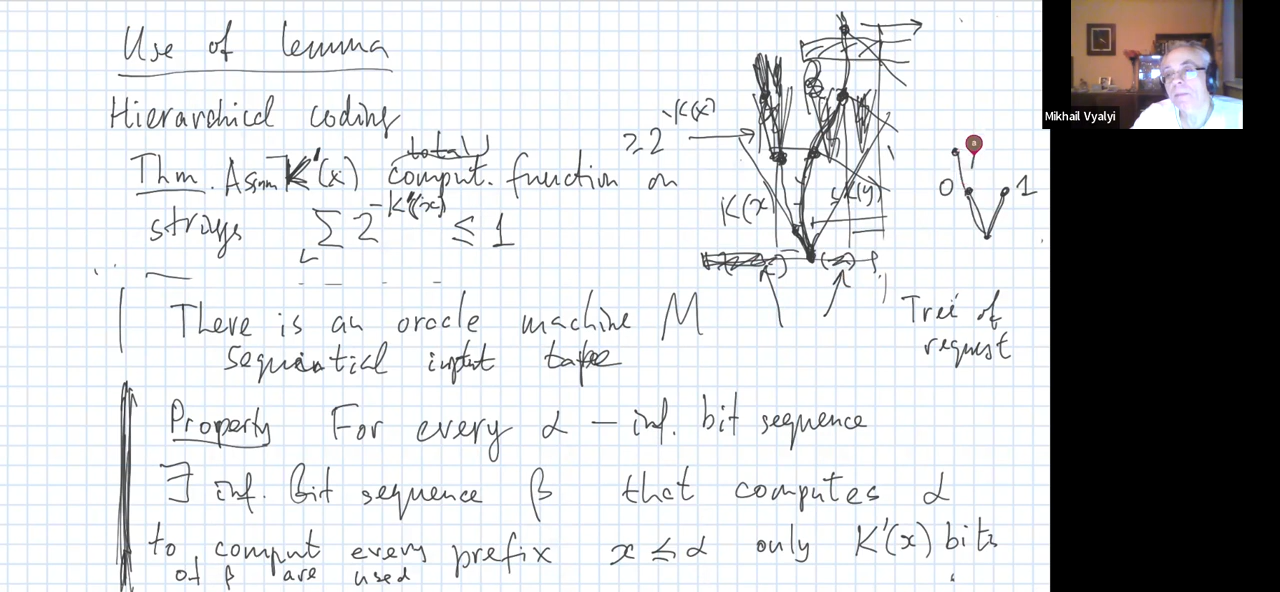 Use of lemma
Hierarchical coding
Thm. Assum K'(x) total comput. function on
strings ∑ 2^{-K'(x)} ≤ 1
There is an oracle machine M
sequintial input tape
Property For every α – inf. bit sequence
∃ inf. Bit sequence β that computes α
to comput every prefix x ≤ α only K'(x) bits
of β are used
≥ 2^{-K(x)}
K(x)
K(y)
0 1
Tree of
request
a
Mikhail Vyalyi